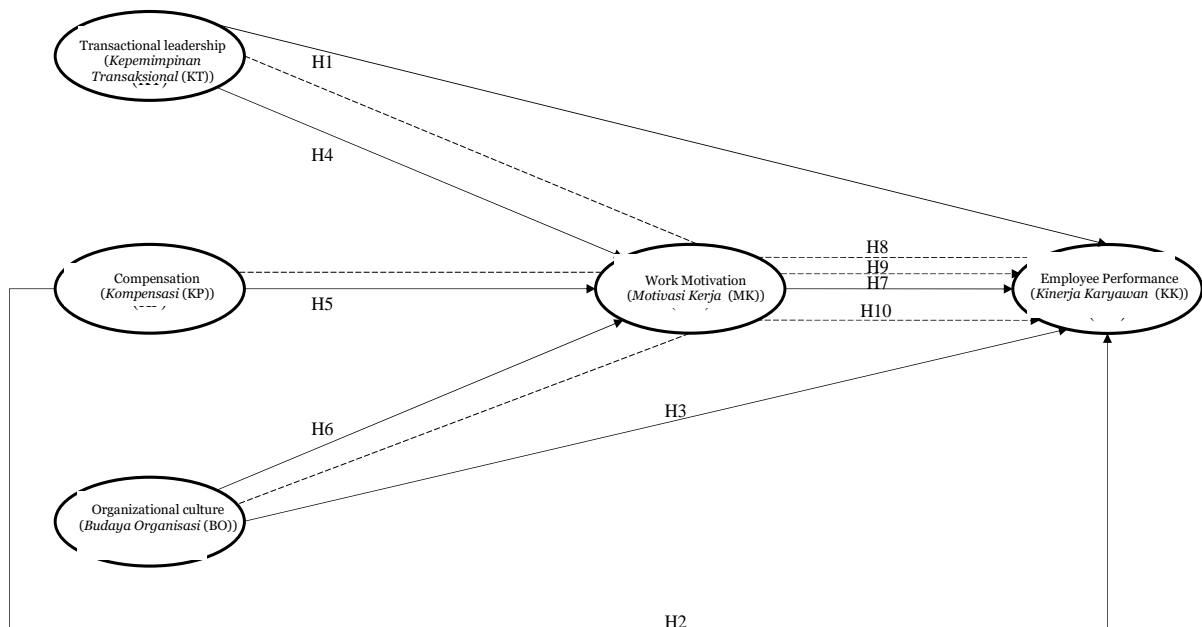 Transactional leadership
(Kepemimpinan
Transaksional (KT))
H1
H4
Compensation
(Kompensasi (KP))
H5
Work Motivation
(Motivasi Kerja (MK))
H8
H9
H7
H10
Employee Performance
(Kinerja Karyawan (KK))
H6
H3
Organizational culture
(Budaya Organisasi (BO))
H2